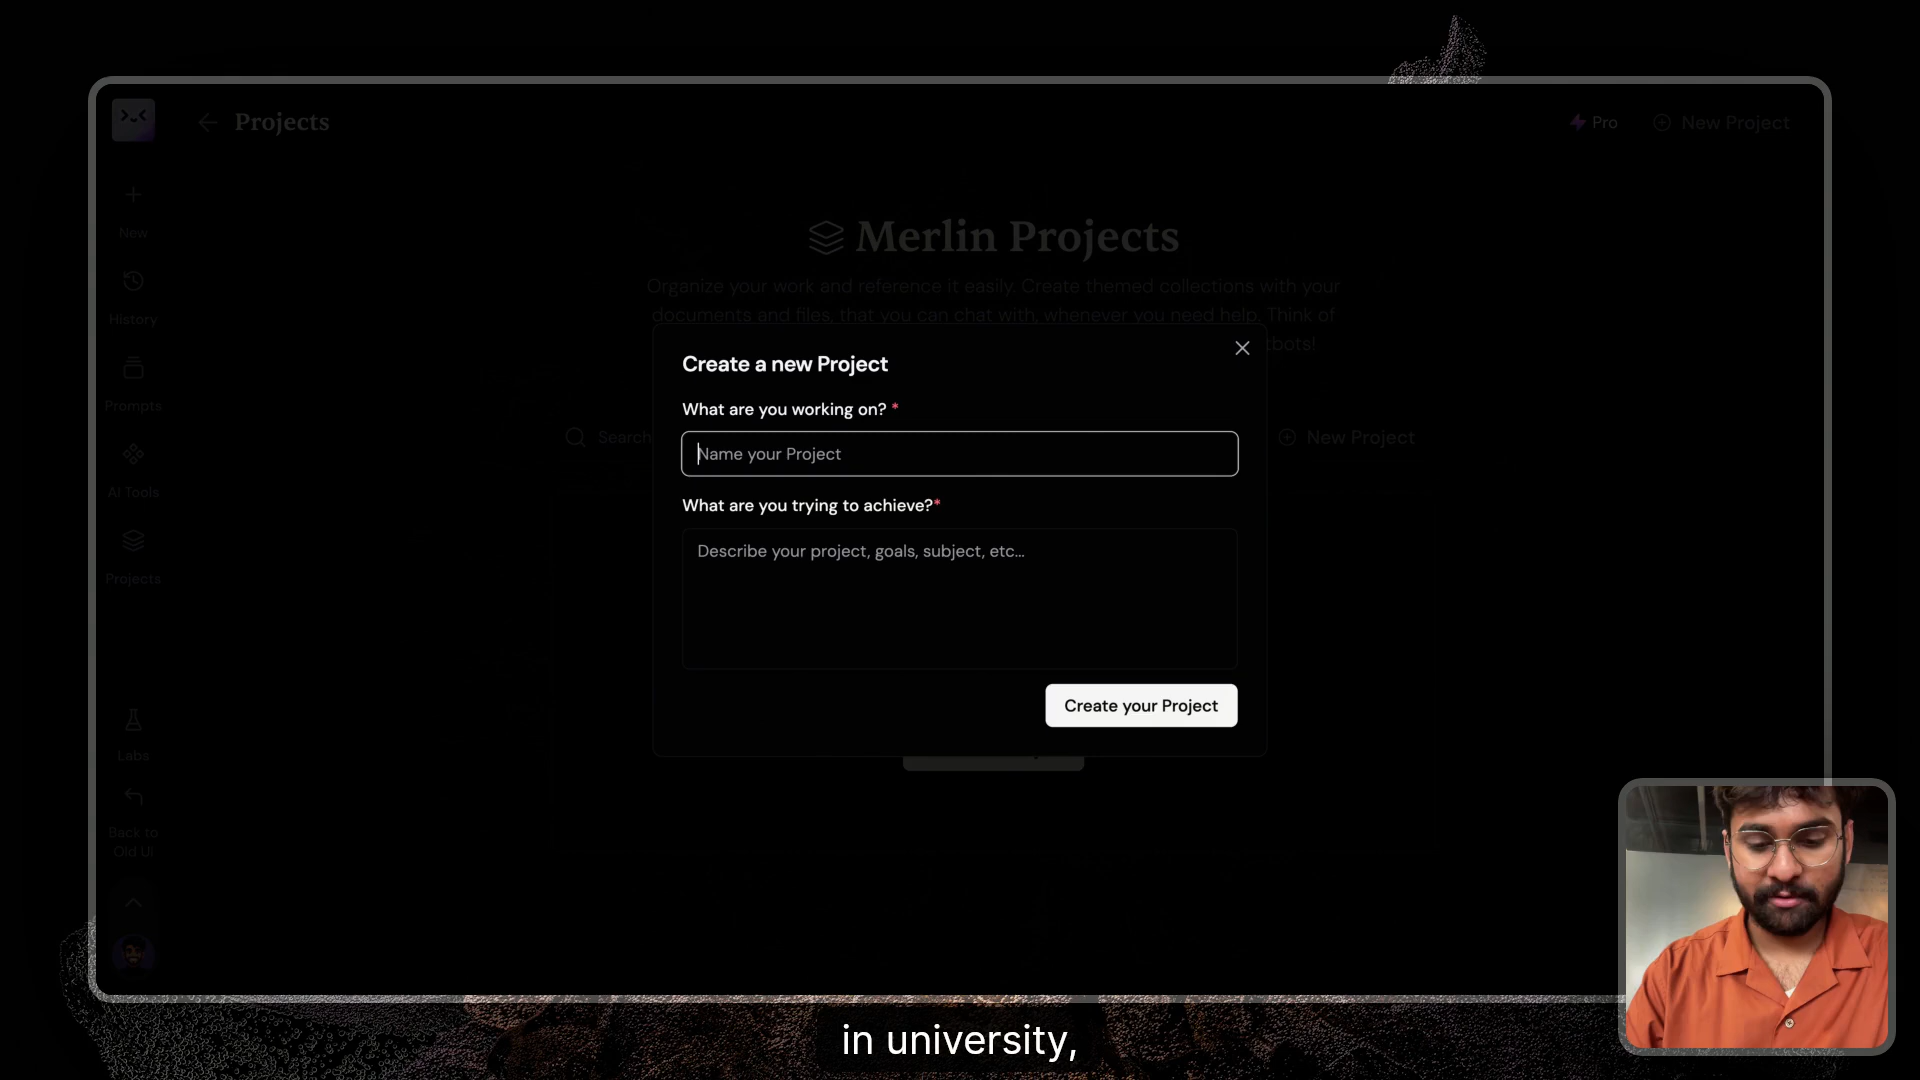 Projects
Pro
New Project
New
History
Prompts
AI Tools
Projects
Labs
Back to
Old UI
Merlin Projects
Organize your work and reference it easily. Create themed collections with your
documents and files, that you can chat with, whenever you need help. Think of
Search
New Project
Create a new Project
What are you working on? *
Name your Project
What are you trying to achieve?*
Describe your project, goals, subject, etc...
Create your Project
in university,